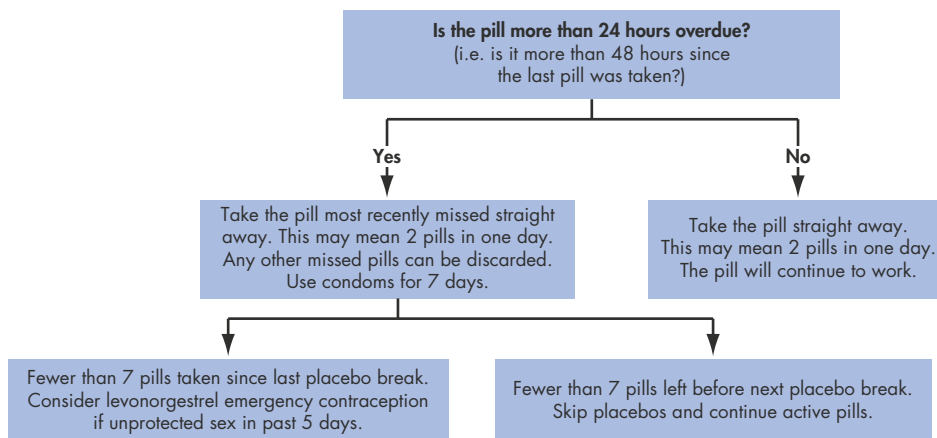 Is the pill more than 24 hours overdue?
(i.e. is it more than 48 hours since
the last pill was taken?)
Yes
No
Take the pill most recently missed straight
away. This may mean 2 pills in one day.
Any other missed pills can be discarded.
Use condoms for 7 days.
Take the pill straight away.
This may mean 2 pills in one day.
The pill will continue to work.
Fewer than 7 pills taken since last placebo break.
Consider levonorgestrel emergency contraception
if unprotected sex in past 5 days.
Fewer than 7 pills left before next placebo break.
Skip placebos and continue active pills.